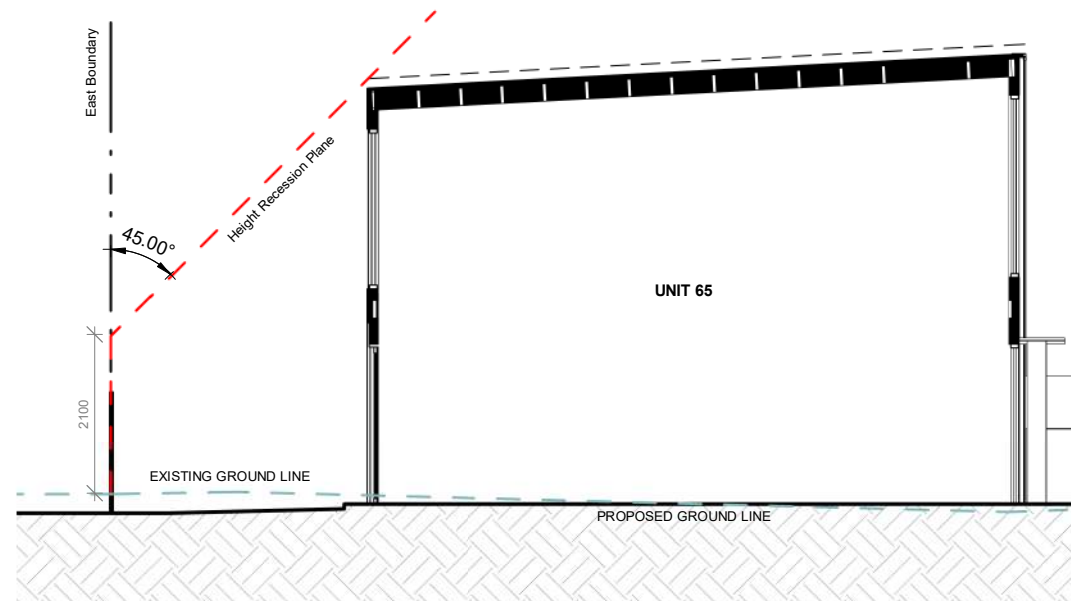 East Boundary
Height Recession Plane
45.00°
UNIT 65
2100
EXISTING GROUND LINE
PROPOSED GROUND LINE